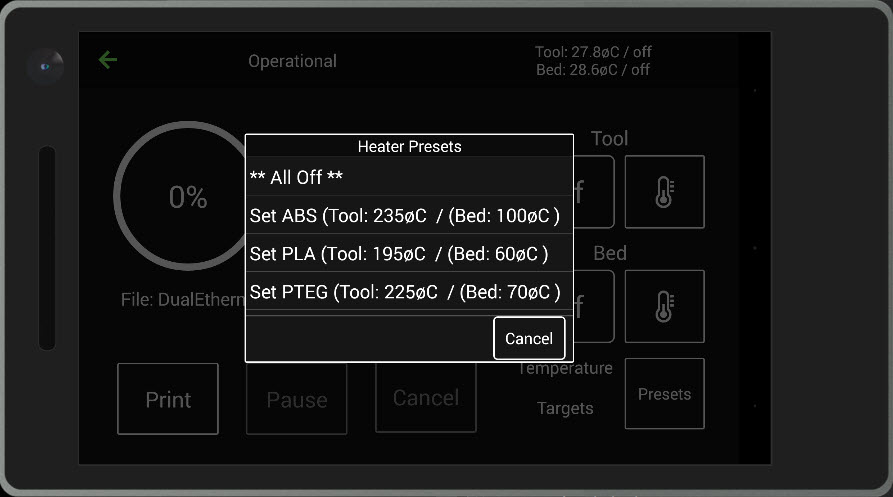 Operational
Tool: 27.8øC / off
Bed: 28.6øC / off
0%
Tool
f
Heater Presets
** All Off **
Set ABS (Tool: 235øC / (Bed: 100øC )
Set PLA (Tool: 195øC / (Bed: 60øC )
Set PTEG (Tool: 225øC / (Bed: 70øC )
Cancel
Bed
f
File: DualEthern
Temperature
Targets
Presets
Print
Pause
Cancel